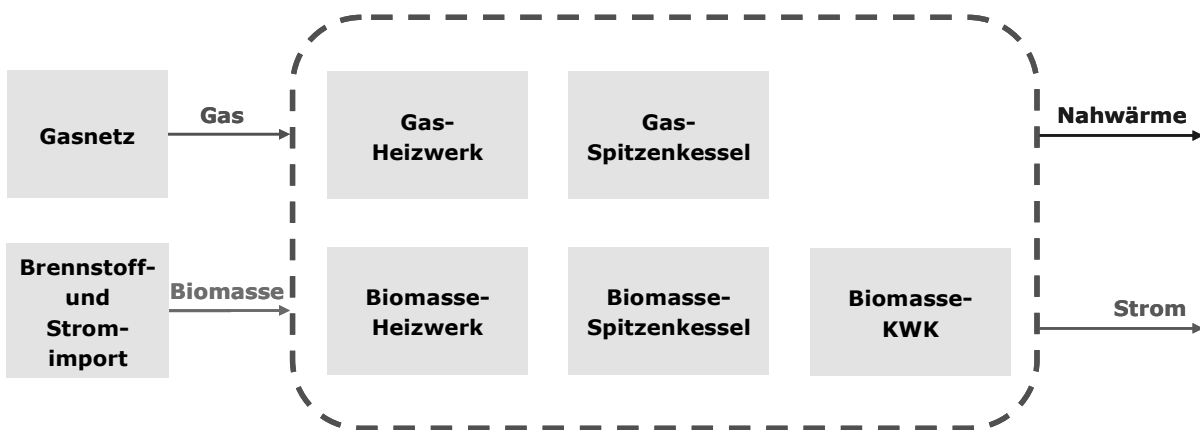 Gasnetz
Gas
Gas-
Heizwerk
Gas-
Spitzenkessel
Nahwärme
Brennstoff-
und
Strom-
import
Biomasse
Biomasse-
Heizwerk
Biomasse-
Spitzenkessel
Biomasse-
KWK
Strom